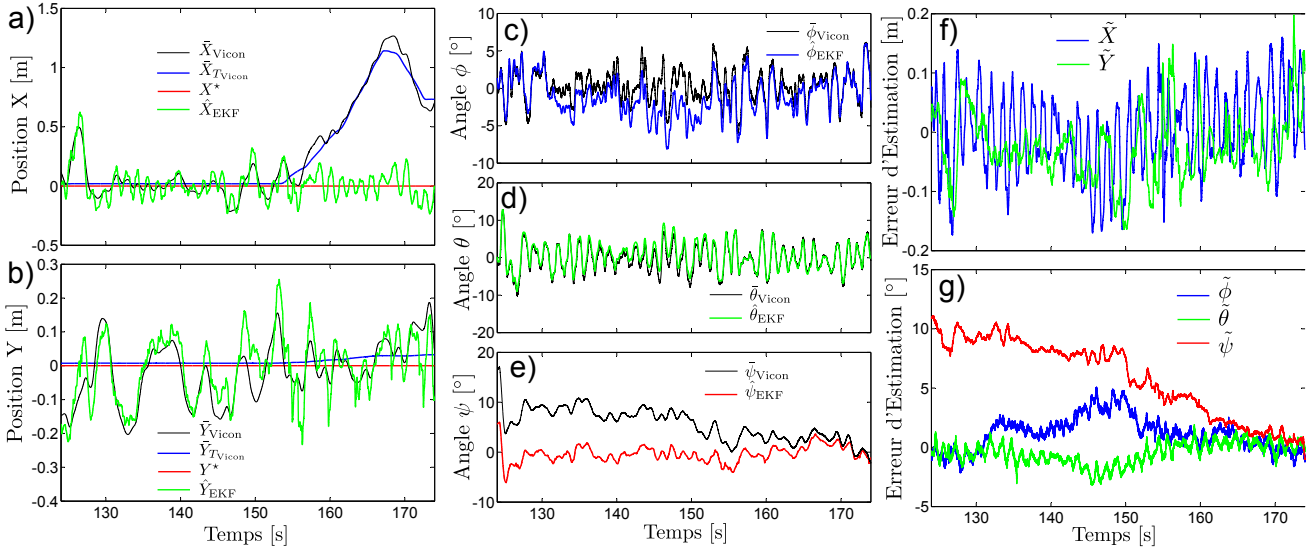 a)
Position X [m]
1.5
1
0.5
0
-0.5
X̄_Vicon
X̄_T_Vicon
X⋆
X̂_EKF
b)
Position Y [m]
0.3
0.2
0.1
0
-0.1
-0.2
-0.3
-0.4
Ȳ_Vicon
Ȳ_T_Vicon
Y⋆
Ŷ_EKF
130 140 150 160 170
Temps [s]
c)
Angle ϕ [°]
10
5
0
-5
-10
ϕ̄_Vicon
ϕ̂_EKF
d)
Angle θ [°]
20
10
0
-10
-20
θ̄_Vicon
θ̂_EKF
e)
Angle ψ [°]
20
10
0
-10
ψ̄_Vicon
ψ̂_EKF
130 140 150 160 170
Temps [s]
f)
Erreur d'Estimation [m]
0.2
0.1
0
-0.1
-0.2
X̃
Ỹ
g)
Erreur d'Estimation [°]
15
10
5
0
-5
ϕ̃
θ̃
ψ̃
130 140 150 160 170
Temps [s]